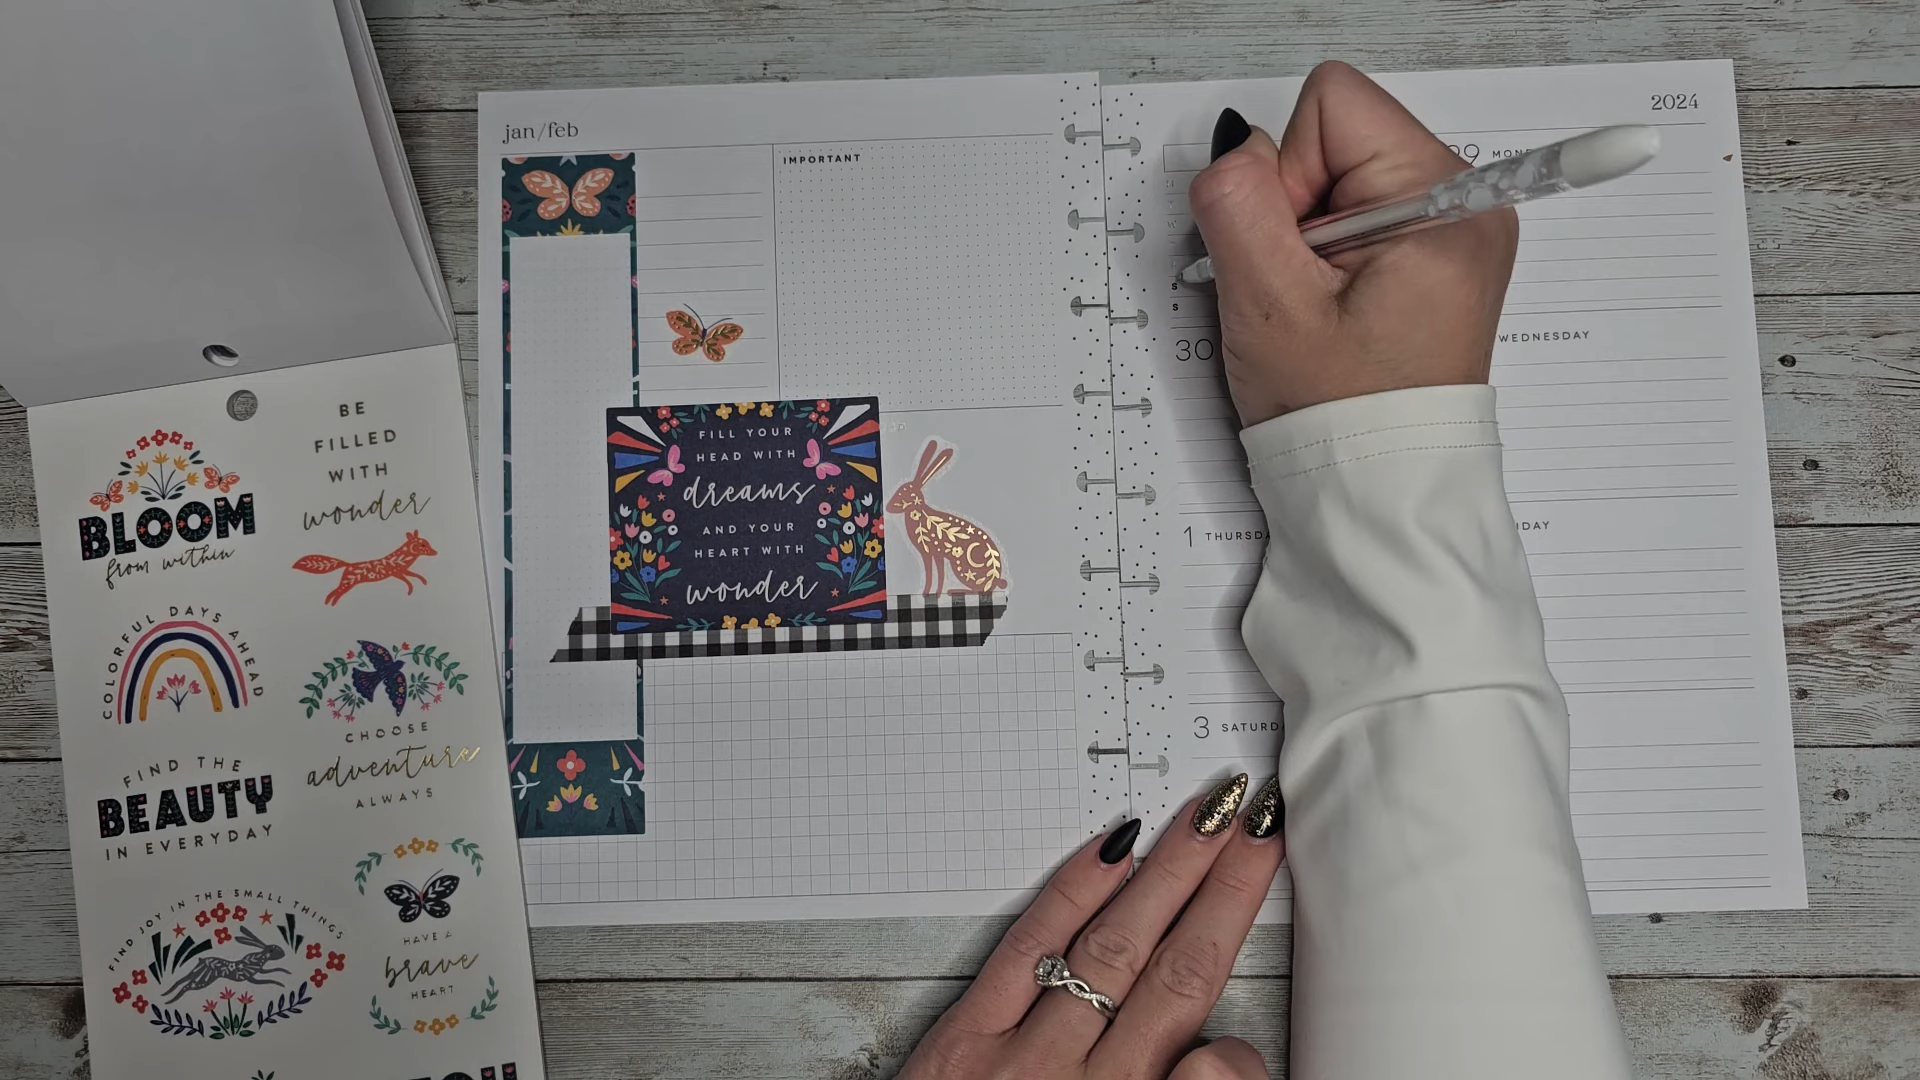 BE
FILLED
WITH
wonder
BLOOM
from within
COLORFUL DAYS AHEAD
CHOOSE
adventure
ALWAYS
FIND THE
BEAUTY
IN EVERYDAY
FIND JOY IN THE SMALL THINGS
HAVE A
brave
HEART
jan/feb
IMPORTANT
FILL YOUR
HEAD WITH
dreams
AND YOUR
HEART WITH
wonder
2024
S
S
30
WEDNESDAY
1
3